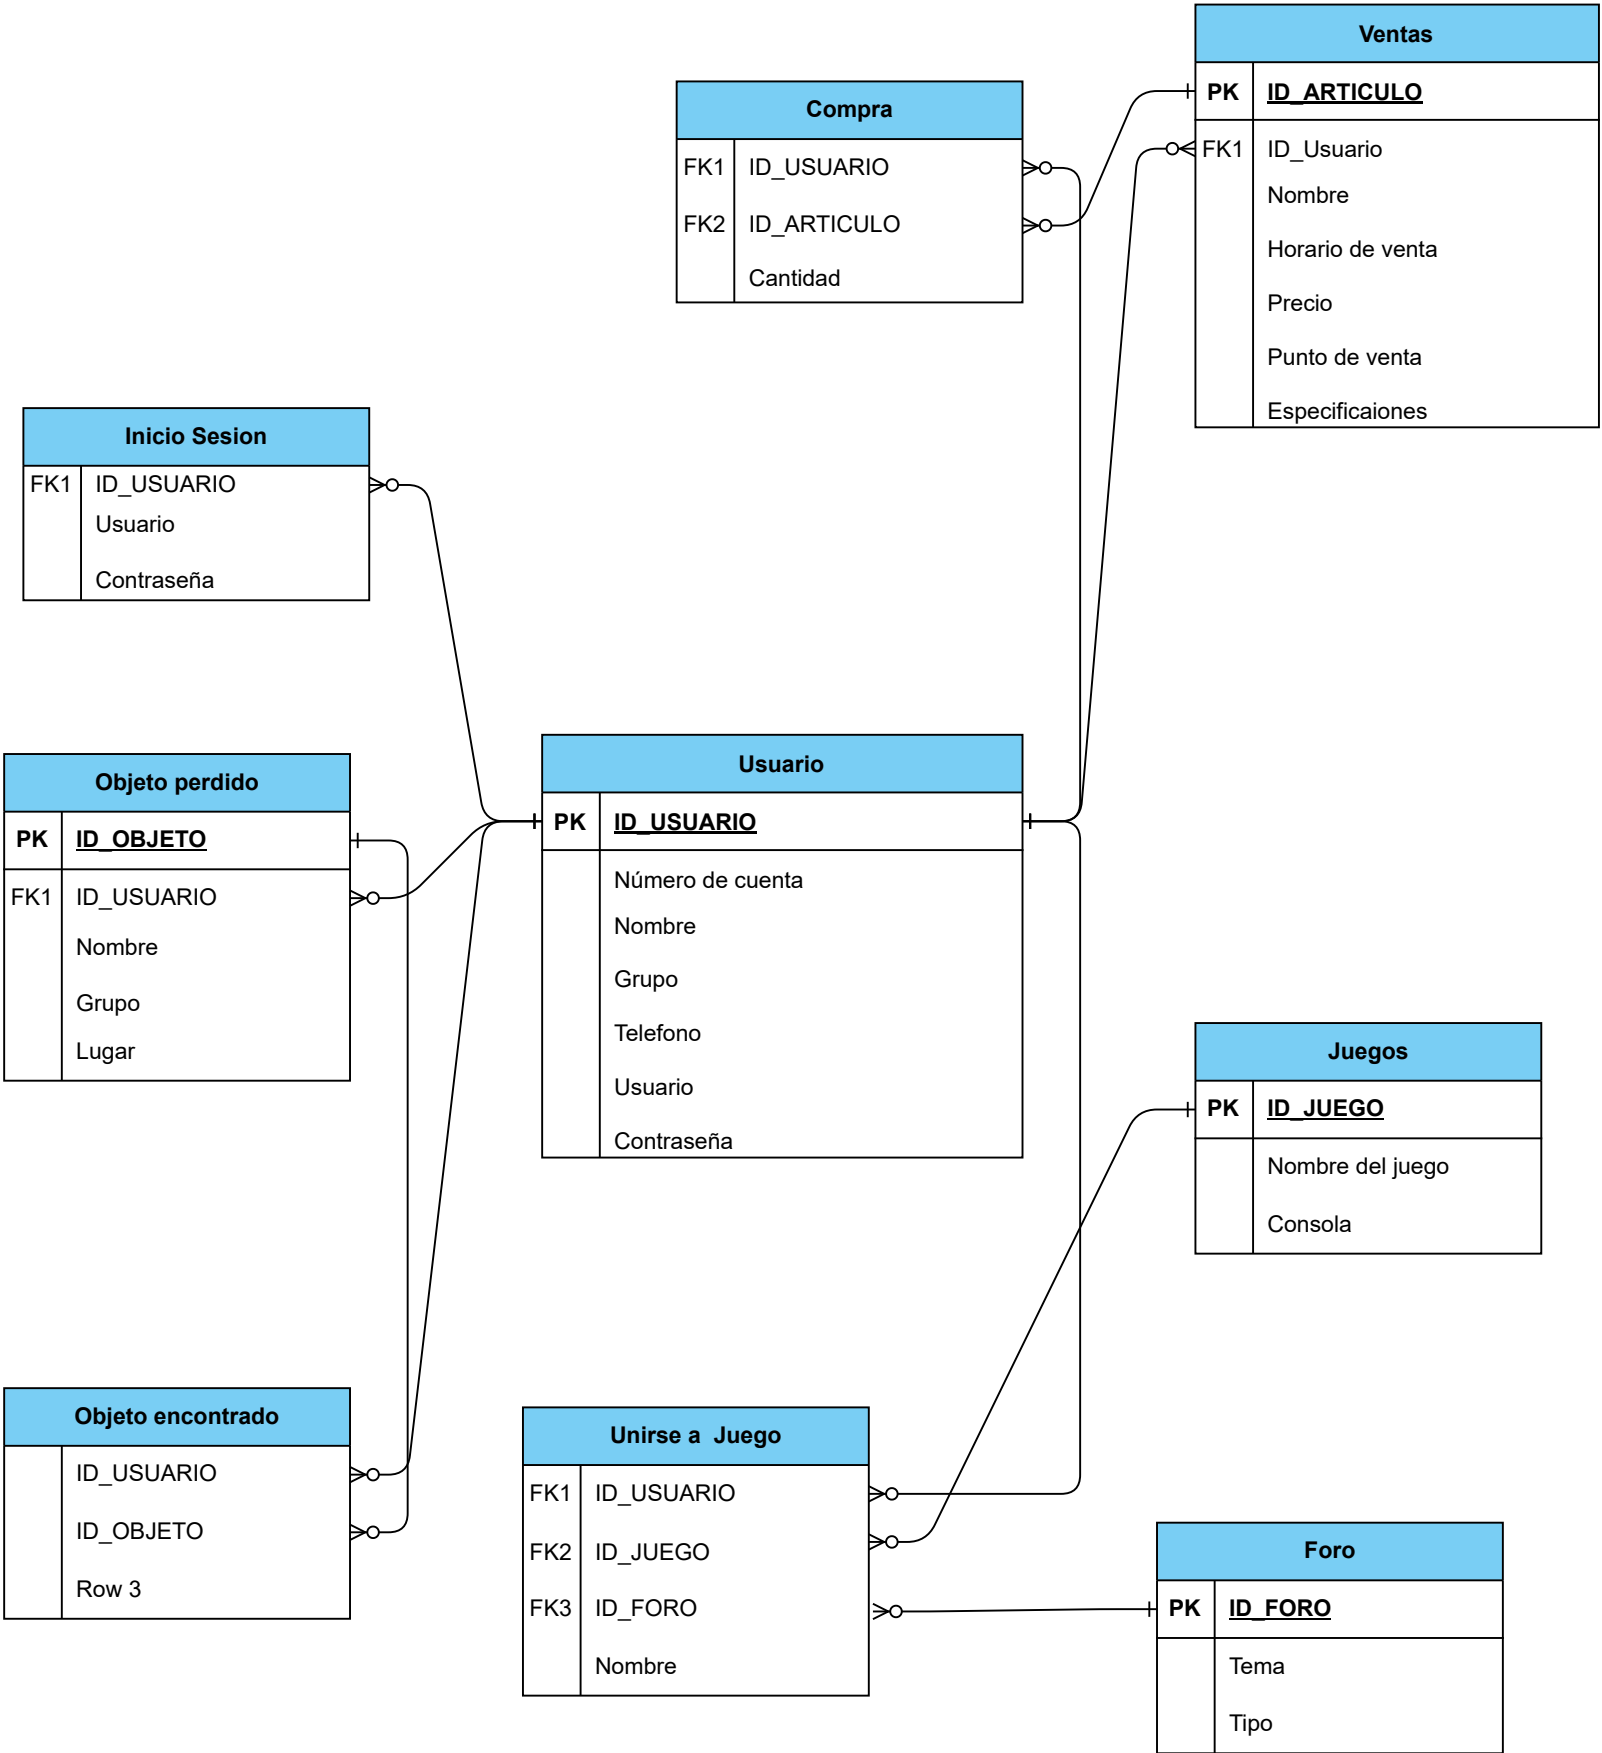 Ventas
PK ID_ARTICULO
FK1 ID_Usuario
Nombre
Horario de venta
Precio
Punto de venta
Especificaiones
Compra
FK1 ID_USUARIO
FK2 ID_ARTICULO
Cantidad
Inicio Sesion
FK1 ID_USUARIO
Usuario
Contraseña
Objeto perdido
PK ID_OBJETO
FK1 ID_USUARIO
Nombre
Grupo
Lugar
Usuario
PK ID_USUARIO
Número de cuenta
Nombre
Grupo
Telefono
Usuario
Contraseña
Juegos
PK ID_JUEGO
Nombre del juego
Consola
Objeto encontrado
ID_USUARIO
ID_OBJETO
Row 3
Unirse a  Juego
FK1 ID_USUARIO
FK2 ID_JUEGO
FK3 ID_FORO
Nombre
Foro
PK ID_FORO
Tema
Tipo